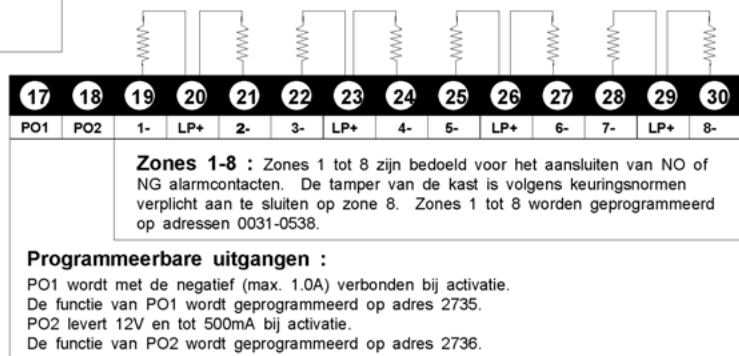 17 18 19 20 21 22 23 24 25 26 27 28 29 30
PO1 PO2 1- LP+ 2- 3- LP+ 4- 5- LP+ 6- 7- LP+ 8-
Zones 1-8 : Zones 1 tot 8 zijn bedoeld voor het aansluiten van NO of
NG alarmcontacten. De tamper van de kast is volgens keuringsnormen
verplicht aan te sluiten op zone 8. Zones 1 tot 8 worden geprogrammeerd
op adressen 0031-0538.
Programmeerbare uitgangen :
PO1 wordt met de negatief (max. 1.0A) verbonden bij activatie.
De functie van PO1 wordt geprogrammeerd op adres 2735.
PO2 levert 12V en tot 500mA bij activatie.
De functie van PO2 wordt geprogrammeerd op adres 2736.